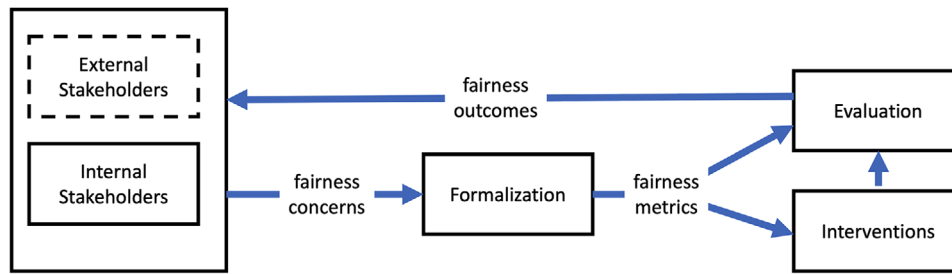 External
Stakeholders
Internal
Stakeholders
fairness
outcomes
fairness
concerns
Formalization
fairness
metrics
Evaluation
Interventions